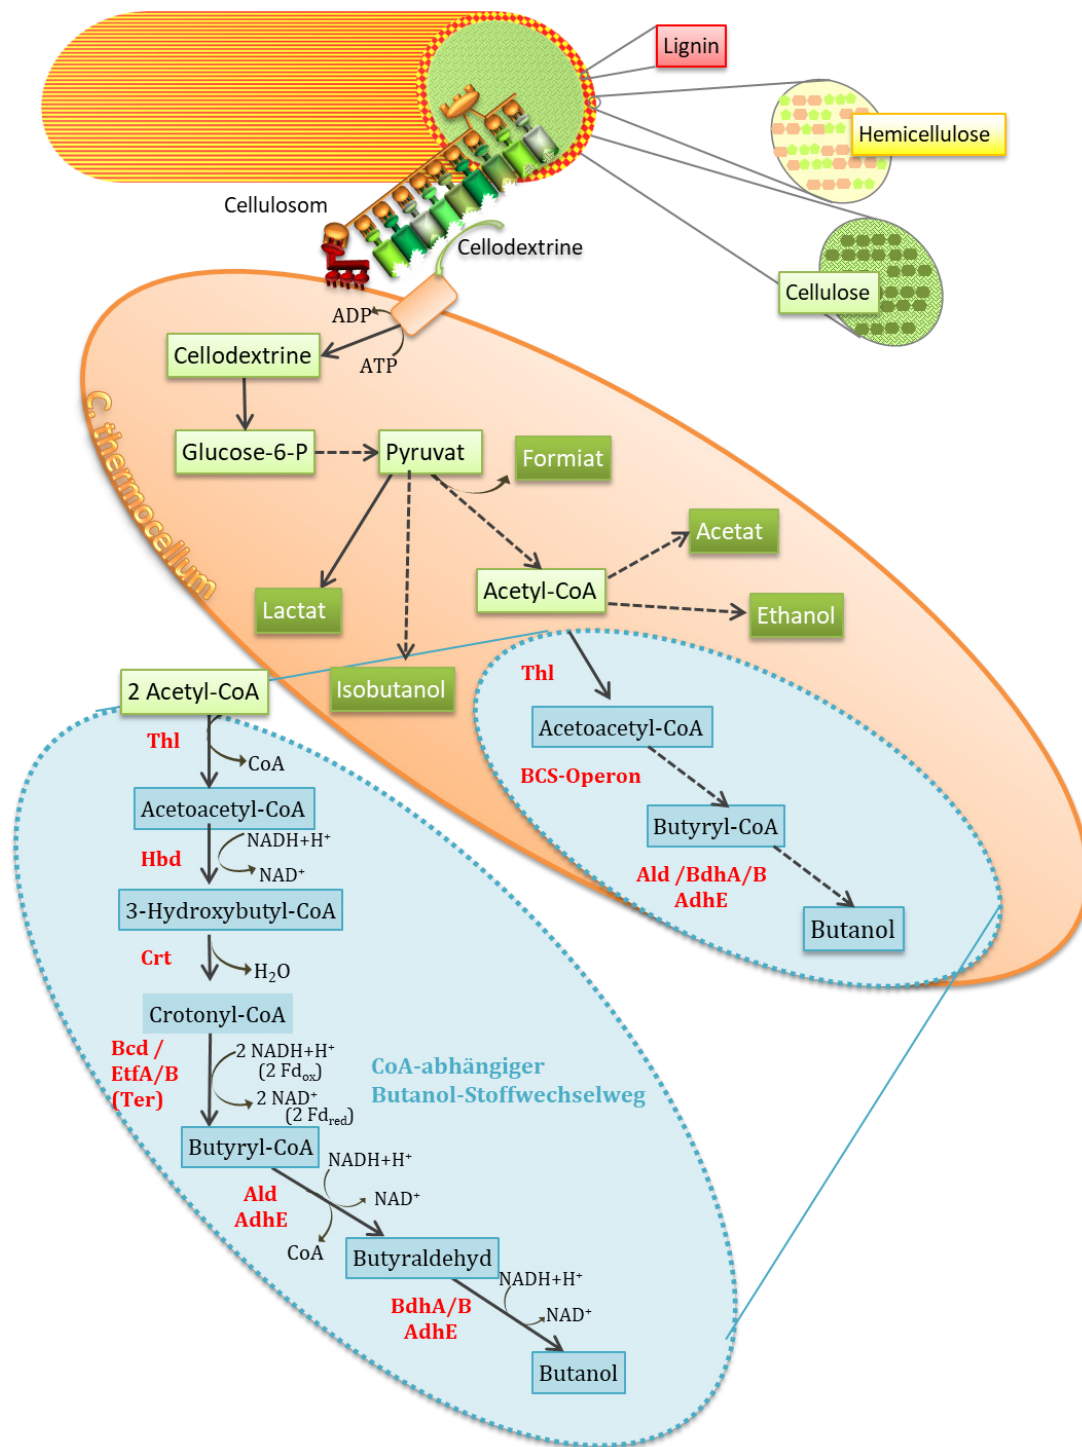 Lignin
Hemicellulose
Cellulosom
Cellodextrine
Cellulose
ADP
ATP
Cellodextrine
C. thermocellum
Glucose-6-P
Pyruvat
Formiat
Acetat
Acetyl-CoA
Ethanol
Lactat
Isobutanol
Thl
Acetoacetyl-CoA
BCS-Operon
Butyryl-CoA
Ald /BdhA/B
AdhE
Butanol
2 Acetyl-CoA
Thl
CoA
Acetoacetyl-CoA
Hbd
NADH+H⁺
NAD⁺
3-Hydroxybutyl-CoA
Crt
H₂O
Crotonyl-CoA
Bcd /
EtfA/B
(Ter)
2 NADH+H⁺
(2 Fdox)
2 NAD⁺
(2 Fdred)
CoA-abhängiger
Butanol-Stoffwechselweg
Butyryl-CoA
NADH+H⁺
Ald
AdhE
NAD⁺
CoA
Butyraldehyd
NADH+H⁺
BdhA/B
AdhE
NAD⁺
Butanol